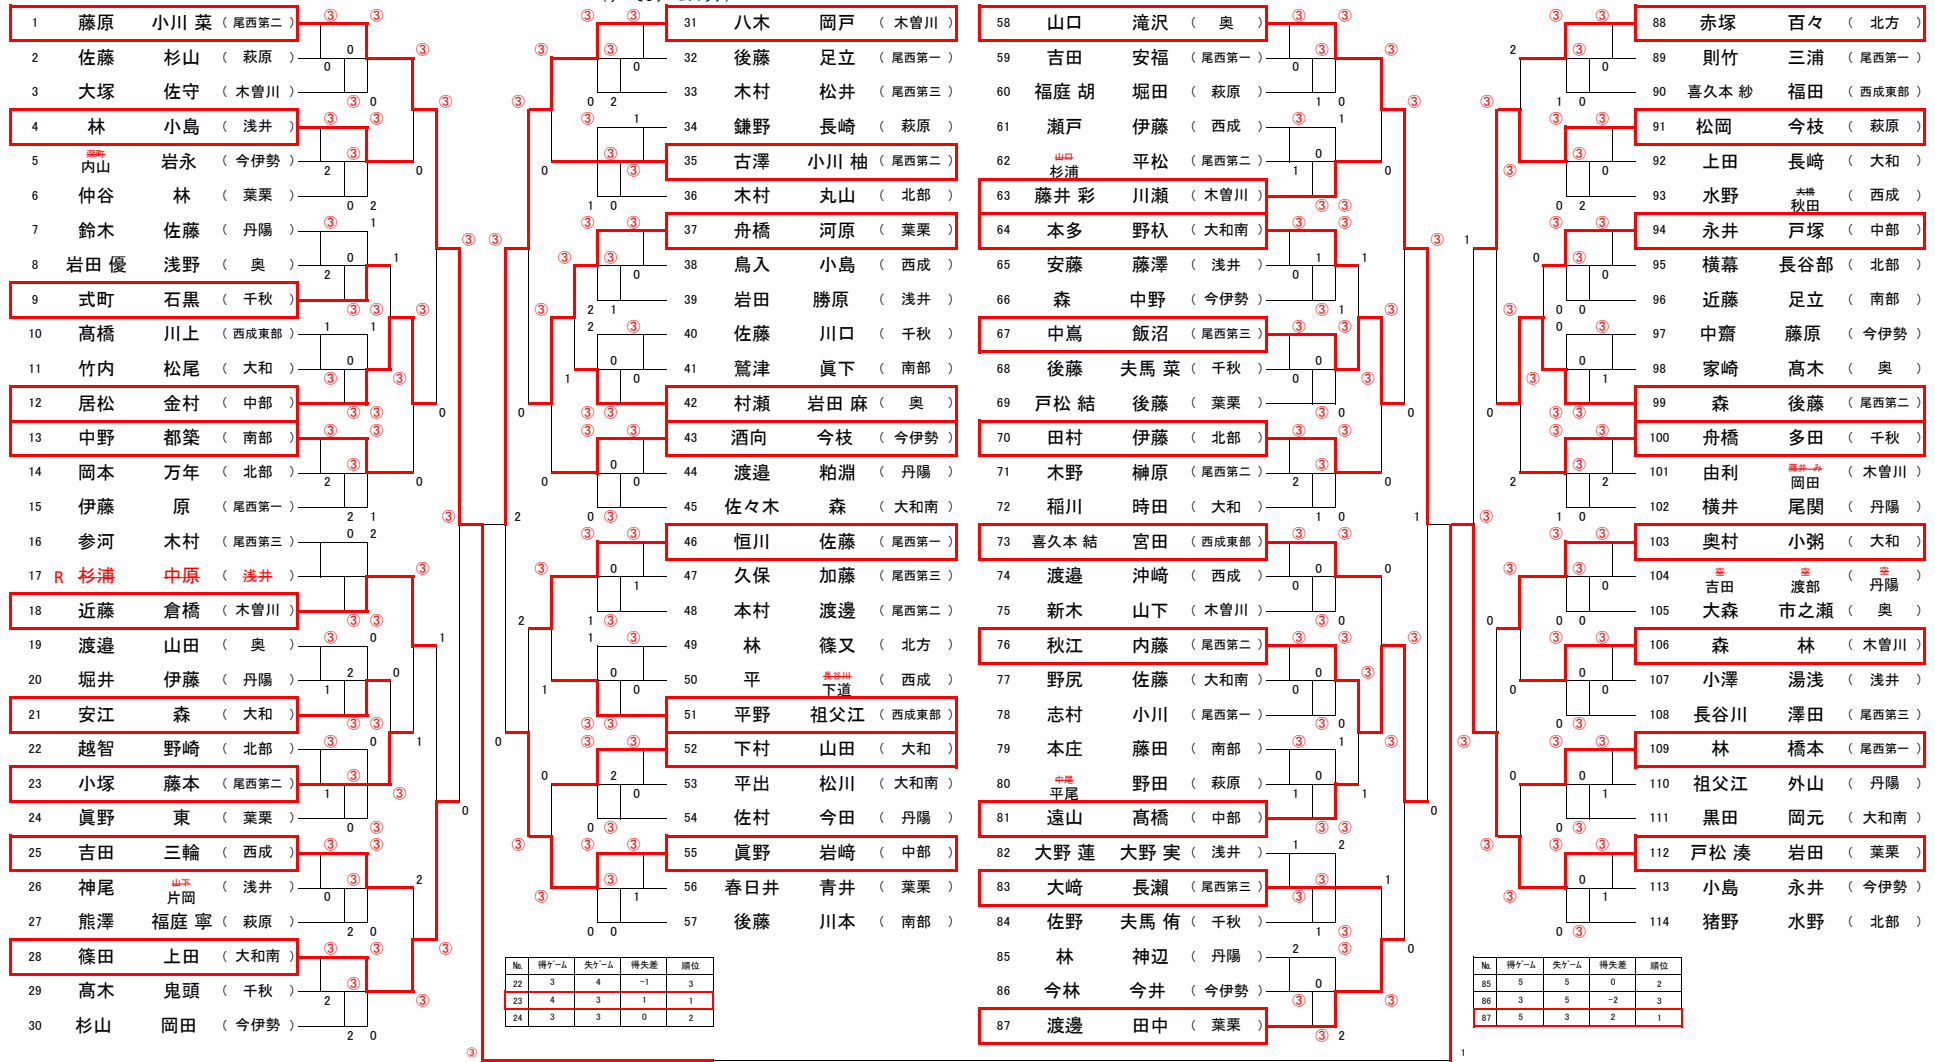 1 藤原 小川 菜 （ 尾西第二 ）
2 佐藤 杉山 （ 萩原 ）
3 大塚 佐守 （ 木曽川 ）
4 林 小島 （ 浅井 ）
5 深町 内山 岩永 （ 今伊勢 ）
6 仲谷 林 （ 葉栗 ）
7 鈴木 佐藤 （ 丹陽 ）
8 岩田 優 浅野 （ 奥 ）
9 式町 石黒 （ 千秋 ）
10 髙橋 川上 （ 西成東部 ）
11 竹内 松尾 （ 大和 ）
12 居松 金村 （ 中部 ）
13 中野 都築 （ 南部 ）
14 岡本 万年 （ 北部 ）
15 伊藤 原 （ 尾西第一 ）
16 参河 木村 （ 尾西第三 ）
17 R 杉浦 中原 （ 浅井 ）
18 近藤 倉橋 （ 木曽川 ）
19 渡邉 山田 （ 奥 ）
20 堀井 伊藤 （ 丹陽 ）
21 安江 森 （ 大和 ）
22 越智 野崎 （ 北部 ）
23 小塚 藤本 （ 尾西第二 ）
24 眞野 東 （ 葉栗 ）
25 吉田 三輪 （ 西成 ）
26 神尾 山下 片岡 （ 浅井 ）
27 熊澤 福庭 寧 （ 萩原 ）
28 篠田 上田 （ 大和南 ）
29 髙木 鬼頭 （ 千秋 ）
30 杉山 岡田 （ 今伊勢 ）
31 八木 岡戸 （ 木曽川 ）
32 後藤 足立 （ 尾西第一 ）
33 木村 松井 （ 尾西第三 ）
34 鎌野 長崎 （ 萩原 ）
35 古澤 小川 柚 （ 尾西第二 ）
36 木村 丸山 （ 北部 ）
37 舟橋 河原 （ 葉栗 ）
38 鳥入 小島 （ 西成 ）
39 岩田 勝原 （ 浅井 ）
40 佐藤 川口 （ 千秋 ）
41 鷲津 眞下 （ 南部 ）
42 村瀬 岩田 麻 （ 奥 ）
43 酒向 今枝 （ 今伊勢 ）
44 渡邉 粕淵 （ 丹陽 ）
45 佐々木 森 （ 大和南 ）
46 恒川 佐藤 （ 尾西第一 ）
47 久保 加藤 （ 尾西第三 ）
48 本村 渡邊 （ 尾西第二 ）
49 林 篠又 （ 北方 ）
50 平 長谷川 下道 （ 西成 ）
51 平野 祖父江 （ 西成東部 ）
52 下村 山田 （ 大和 ）
53 平出 松川 （ 大和南 ）
54 佐村 今田 （ 丹陽 ）
55 眞野 岩﨑 （ 中部 ）
56 春日井 青井 （ 葉栗 ）
57 後藤 川本 （ 南部 ）
№ 得ゲーム 失ゲーム 得失差 順位
22 3 4 -1 3
23 4 3 1 1
24 3 3 0 2
58 山口 滝沢 （ 奥 ）
59 吉田 安福 （ 尾西第一 ）
60 福庭 胡 堀田 （ 萩原 ）
61 瀬戸 伊藤 （ 西成 ）
62 山口 杉浦 平松 （ 尾西第二 ）
63 藤井 彩 川瀬 （ 木曽川 ）
64 本多 野杁 （ 大和南 ）
65 安藤 藤澤 （ 浅井 ）
66 森 中野 （ 今伊勢 ）
67 中嶌 飯沼 （ 尾西第三 ）
68 後藤 夫馬 菜 （ 千秋 ）
69 戸松 結 後藤 （ 葉栗 ）
70 田村 伊藤 （ 北部 ）
71 木野 榊原 （ 尾西第二 ）
72 稲川 時田 （ 大和 ）
73 喜久本 結 宮田 （ 西成東部 ）
74 渡邉 沖﨑 （ 西成 ）
75 新木 山下 （ 木曽川 ）
76 秋江 内藤 （ 尾西第二 ）
77 野尻 佐藤 （ 大和南 ）
78 志村 小川 （ 尾西第一 ）
79 本庄 藤田 （ 南部 ）
80 中尾 平尾 野田 （ 萩原 ）
81 遠山 髙橋 （ 中部 ）
82 大野 蓮 大野 実 （ 浅井 ）
83 大﨑 長瀬 （ 尾西第三 ）
84 佐野 夫馬 侑 （ 千秋 ）
85 林 神辺 （ 丹陽 ）
86 今林 今井 （ 今伊勢 ）
87 渡邊 田中 （ 葉栗 ）
88 赤塚 百々 （ 北方 ）
89 則竹 三浦 （ 尾西第一 ）
90 喜久本 紗 福田 （ 西成東部 ）
91 松岡 今枝 （ 萩原 ）
92 上田 長﨑 （ 大和 ）
93 水野 大橋 秋田 （ 西成 ）
94 永井 戸塚 （ 中部 ）
95 横幕 長谷部 （ 北部 ）
96 近藤 足立 （ 南部 ）
97 中齋 藤原 （ 今伊勢 ）
98 家崎 髙木 （ 奥 ）
99 森 後藤 （ 尾西第二 ）
100 舟橋 多田 （ 千秋 ）
101 由利 藤井 み 岡田 （ 木曽川 ）
102 横井 尾関 （ 丹陽 ）
103 奥村 小粥 （ 大和 ）
104 空 吉田 空 渡部 （ 空 丹陽 ）
105 大森 市之瀬 （ 奥 ）
106 森 林 （ 木曽川 ）
107 小澤 湯浅 （ 浅井 ）
108 長谷川 澤田 （ 尾西第三 ）
109 林 橋本 （ 尾西第一 ）
110 祖父江 外山 （ 丹陽 ）
111 黒田 岡元 （ 大和南 ）
112 戸松 湊 岩田 （ 葉栗 ）
113 小島 永井 （ 今伊勢 ）
114 猪野 水野 （ 北部 ）
№ 得ゲーム 失ゲーム 得失差 順位
85 5 5 0 2
86 3 5 -2 3
87 5 3 2 1